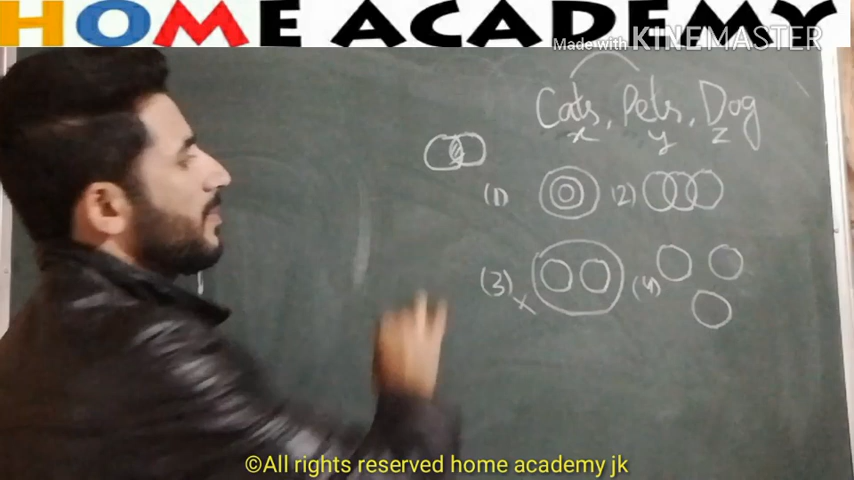 HOME ACADEMY
Made with KINEMASTER
Cats, Pets, Dog
x y z
(1) (2)
(3) x (4)
©All rights reserved home academy jk